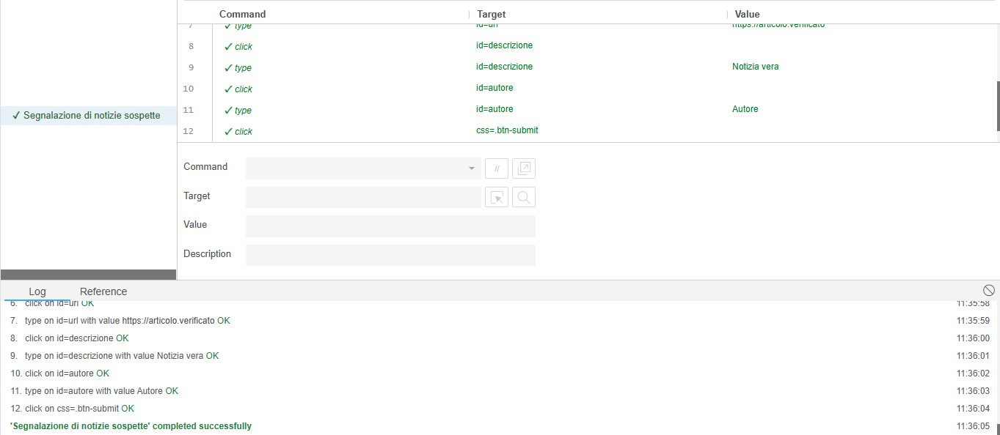 Command Target Value
7 ✓ type id=url https://articolo.verificato
8 ✓ click id=descrizione
9 ✓ type id=descrizione Notizia vera
10 ✓ click id=autore
11 ✓ type id=autore Autore
12 ✓ click css=.btn-submit
✓ Segnalazione di notizie sospette
Command //
Target
Value
Description
Log Reference
6. click on id=url OK 11:35:58
7. type on id=url with value https://articolo.verificato OK 11:35:59
8. click on id=descrizione OK 11:36:00
9. type on id=descrizione with value Notizia vera OK 11:36:01
10. click on id=autore OK 11:36:02
11. type on id=autore with value Autore OK 11:36:03
12. click on css=.btn-submit OK 11:36:04
'Segnalazione di notizie sospette' completed successfully 11:36:05